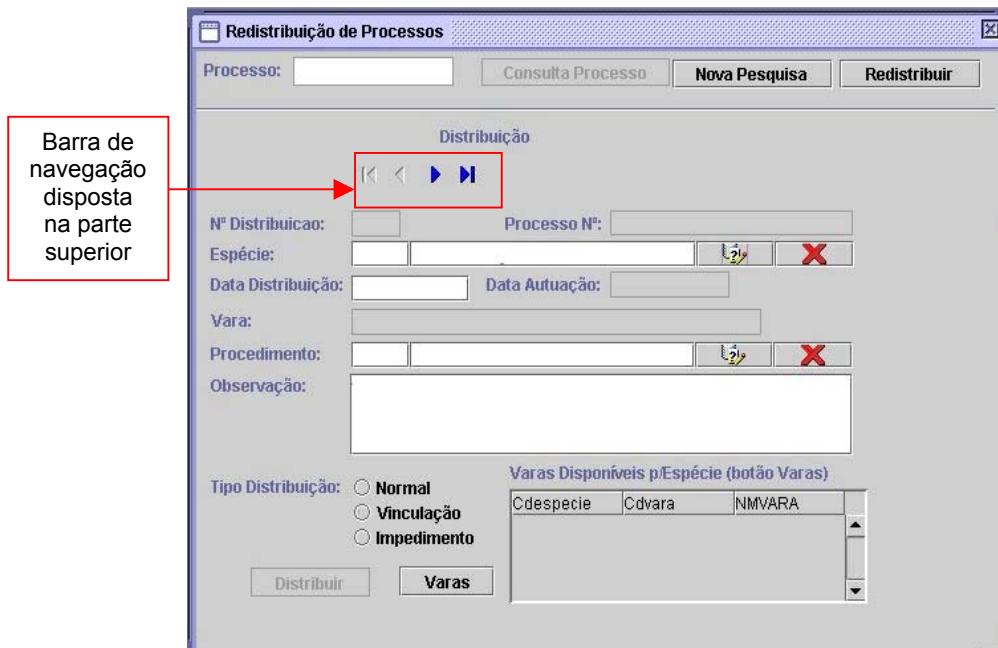 Redistribuição de Processos
Processo:
Consulta Processo
Nova Pesquisa
Redistribuir
Barra de
navegação
disposta
na parte
superior
Distribuição
Nº Distribuicao:
Processo Nº:
Espécie:
Data Distribuição:
Data Autuação:
Vara:
Procedimento:
Observação:
Tipo Distribuição:
Normal
Vinculação
Impedimento
Varas Disponíveis p/Espécie (botão Varas)
Cdespecie Cdvara NMVARA
Distribuir
Varas